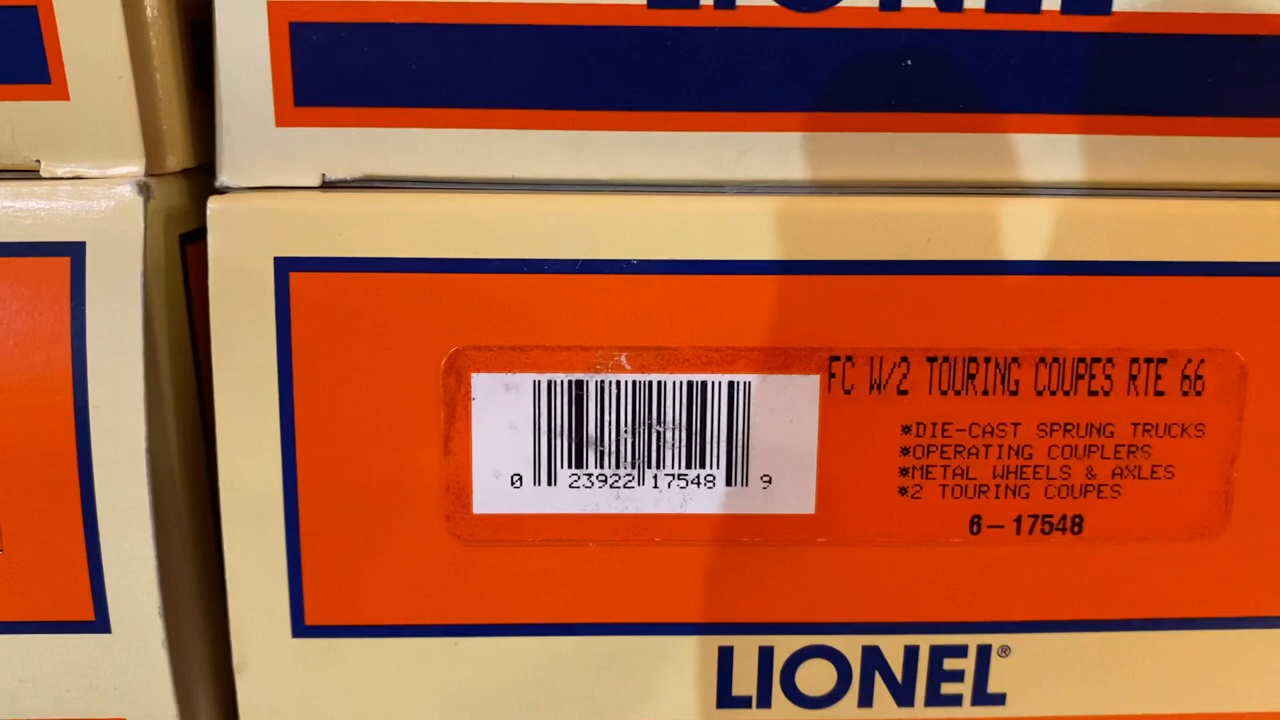 LIONEL
FC W/2 TOURING COUPES RTE 66
*DIE-CAST SPRUNG TRUCKS
*OPERATING COUPLERS
*METAL WHEELS & AXLES
*2 TOURING COUPES
6-17548
0 23922 17548 9
LIONEL®